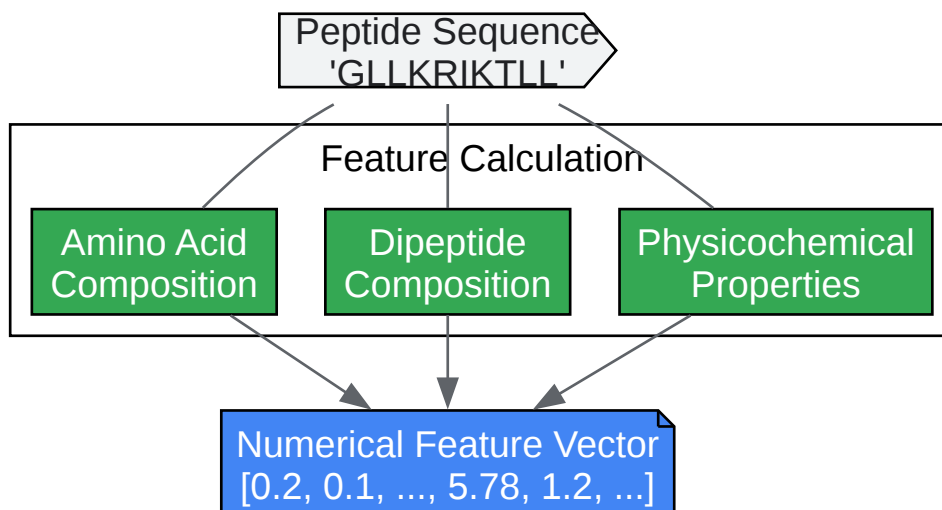 Peptide Sequence
'GLLKRIKTLL'
Feature Calculation
Amino Acid
Composition
Dipeptide
Composition
Physicochemical
Properties
Numerical Feature Vector
[0.2, 0.1, ..., 5.78, 1.2, ...]